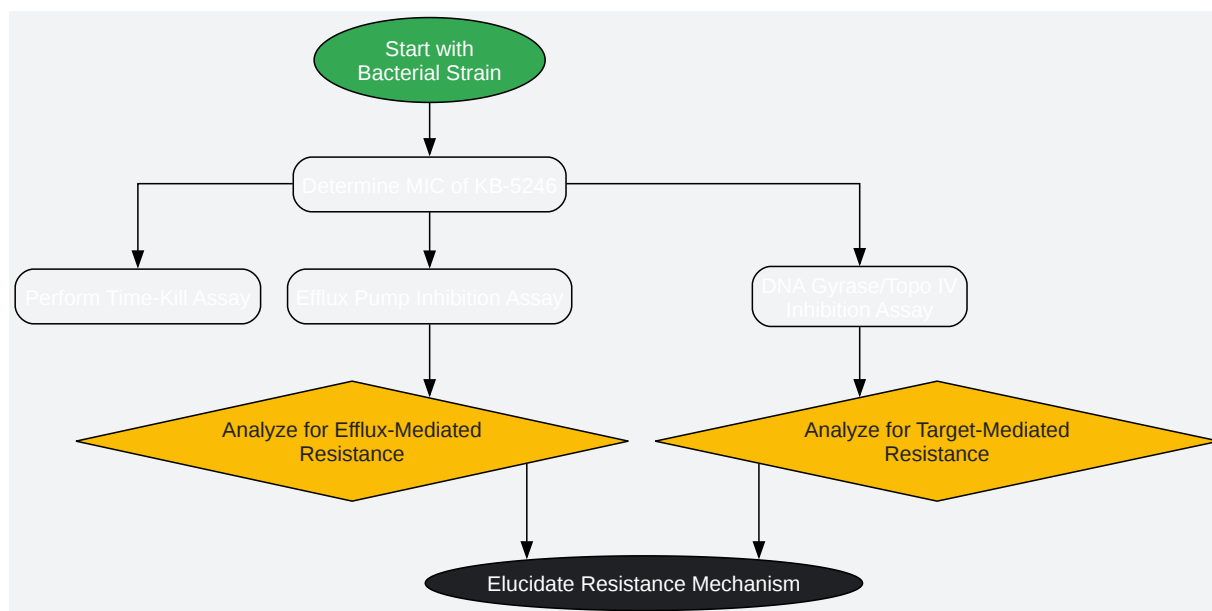 Start with
Bacterial Strain
Determine MIC of KB-5246
Perform Time-Kill Assay
Efflux Pump Inhibition Assay
DNA Gyrase/Topo IV
Inhibition Assay
Analyze for Efflux-Mediated
Resistance
Analyze for Target-Mediated
Resistance
Elucidate Resistance Mechanism